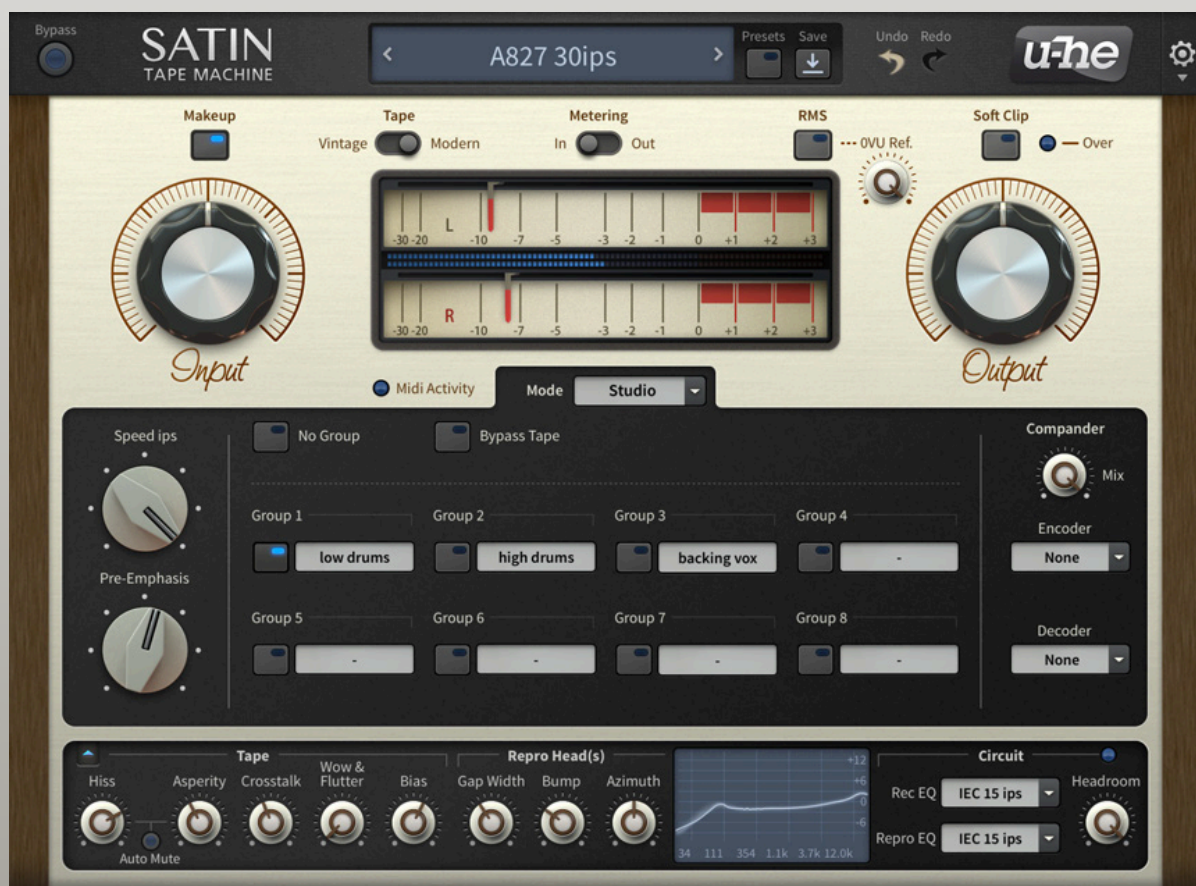 Bypass
SATIN
TAPE MACHINE
A827 30ips
Presets
Save
Undo
Redo
u-he
Makeup
Tape
Vintage
Modern
Metering
In
Out
RMS
0VU Ref.
Soft Clip
Over
L
-30 -20 -10 -7 -5 -3 -2 -1 0 +1 +2 +3
R
-30 -20 -10 -7 -5 -3 -2 -1 0 +1 +2 +3
Input
Output
Midi Activity
Mode
Studio
Speed ips
No Group
Bypass Tape
Compander
Mix
Group 1
Group 2
Group 3
Group 4
low drums
high drums
backing vox
-
Encoder
None
Pre-Emphasis
Group 5
Group 6
Group 7
Group 8
-
-
-
-
Decoder
None
Tape
Hiss
Asperity
Crosstalk
Wow &
Flutter
Bias
Auto Mute
Repro Head(s)
Gap Width
Bump
Azimuth
+12
+6
0
-6
34 111 354 1.1k 3.7k 12.0k
Circuit
Rec EQ
IEC 15 ips
Repro EQ
IEC 15 ips
Headroom